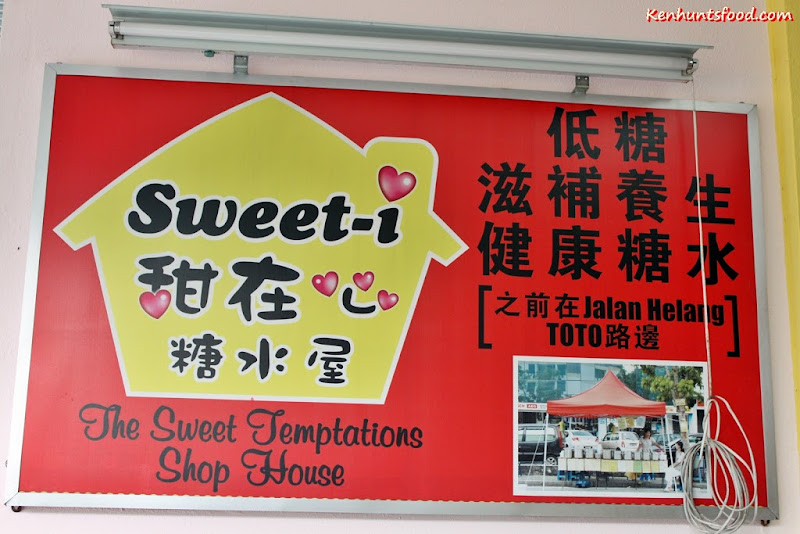 Kenhuntsfood.com
Sweet-i
甜在心
糖水屋
The Sweet Temptations
Shop House
低糖
滋補養生
健康糖水
[之前在Jalan Helang
TOTO路邊]